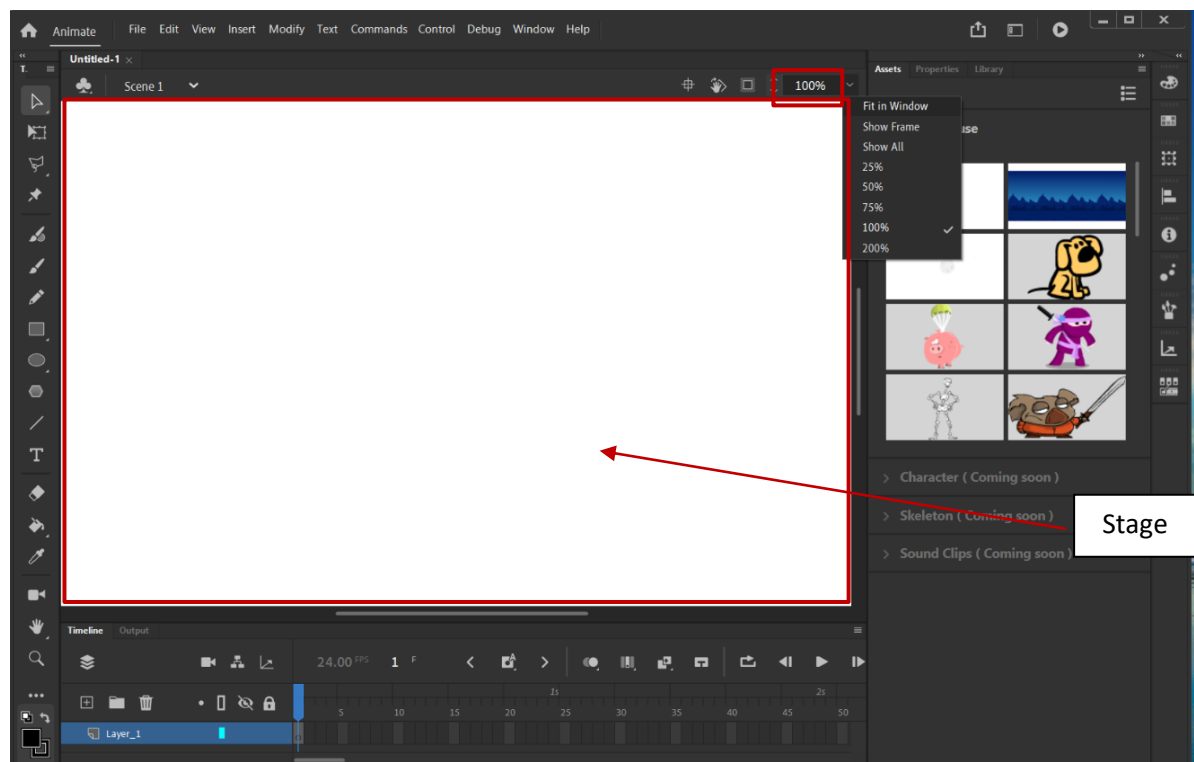 Animate File Edit View Insert Modify Text Commands Control Debug Window Help
Untitled-1 ×
T.
Scene 1
100%
Assets Properties Library
Fit in Window
Show Frame
Show All
25%
50%
75%
100%
200%
Character ( Coming soon )
Skeleton ( Coming soon )
Sound Clips ( Coming soon )
Stage
T
Timeline Output
24.00 FPS 1 F
1s 2s
5 10 15 20 25 30 35 40 45 50
Layer_1